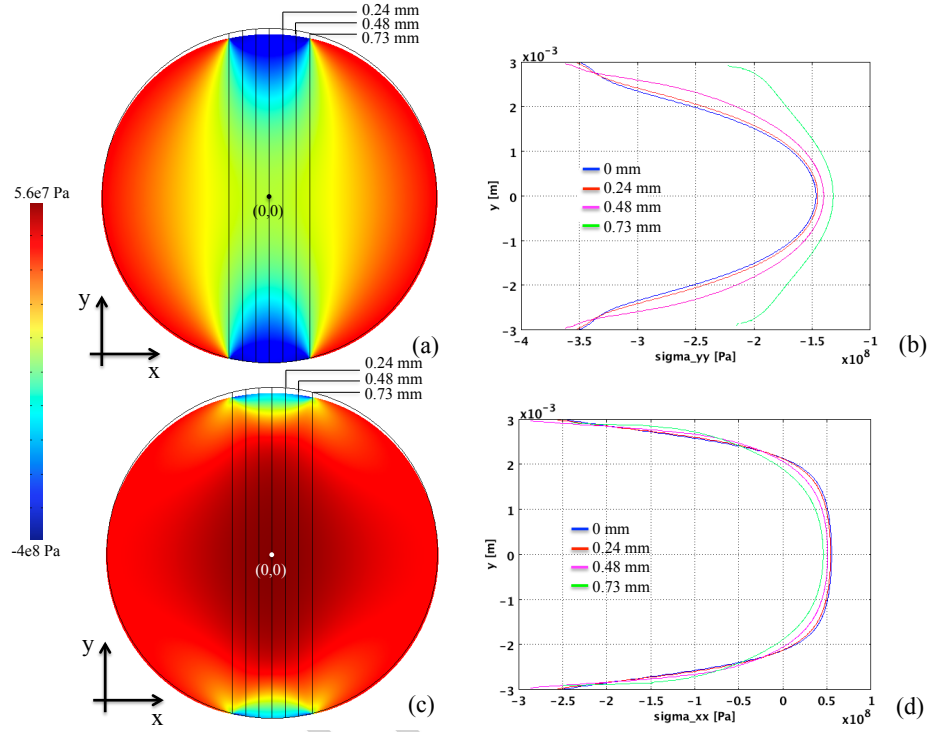 0.24 mm
0.48 mm
0.73 mm
5.6e7 Pa
-4e8 Pa
(0,0)
y
x
(a)
x10⁻³
3
2
1
0
-1
-2
-3
y [m]
0 mm
0.24 mm
0.48 mm
0.73 mm
-4
-3.5
-3
-2.5
-2
-1.5
-1
sigma_yy [Pa]
x10⁸
(b)
0.24 mm
0.48 mm
0.73 mm
(0,0)
y
x
(c)
x10⁻³
3
2
1
0
-1
-2
-3
y [m]
0 mm
0.24 mm
0.48 mm
0.73 mm
-3
-2.5
-2
-1.5
-1
-0.5
0
0.5
1
sigma_xx [Pa]
x10⁸
(d)